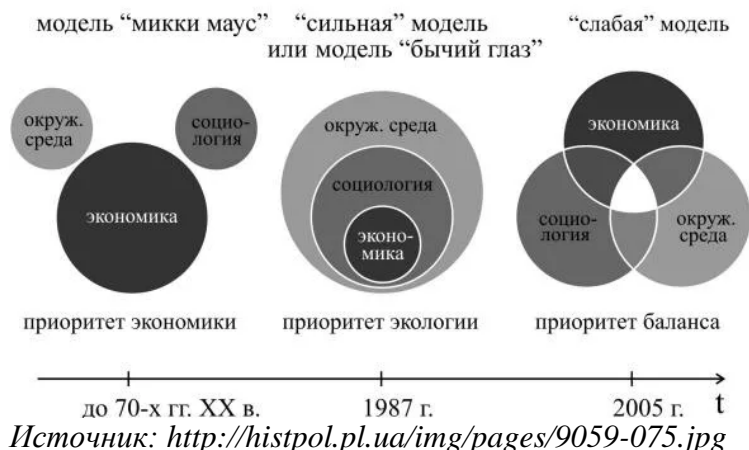 модель “микки маус”
“сильная” модель
или модель “бычий глаз”
“слабая” модель
окруж.
среда
социо-
логия
экономика
окруж. среда
социология
эконо-
мика
экономика
социо-
логия
окруж.
среда
приоритет экономики
приоритет экологии
приоритет баланса
до 70-х гг. XX в.
1987 г.
2005 г.
t
Источник: http://histpol.pl.ua/img/pages/9059-075.jpg